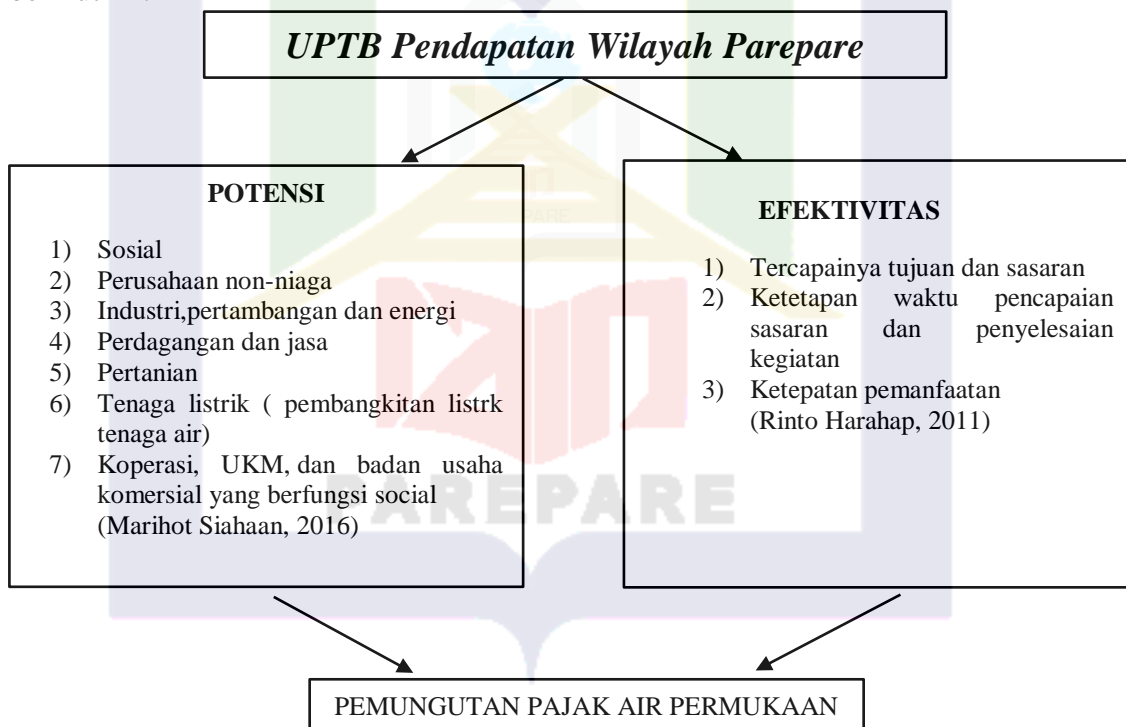 UPTB Pendapatan Wilayah Parepare
POTENSI
1) Sosial
2) Perusahaan non-niaga
3) Industri,pertambangan dan energi
4) Perdagangan dan jasa
5) Pertanian
6) Tenaga listrik ( pembangkitan listrk
tenaga air)
7) Koperasi, UKM, dan badan usaha
komersial yang berfungsi social
(Marihot Siahaan, 2016)
EFEKTIVITAS
1) Tercapainya tujuan dan sasaran
2) Ketetapan waktu pencapaian
sasaran dan penyelesaian
kegiatan
3) Ketepatan pemanfaatan
(Rinto Harahap, 2011)
PARE
PAREPARE
PEMUNGUTAN PAJAK AIR PERMUKAAN